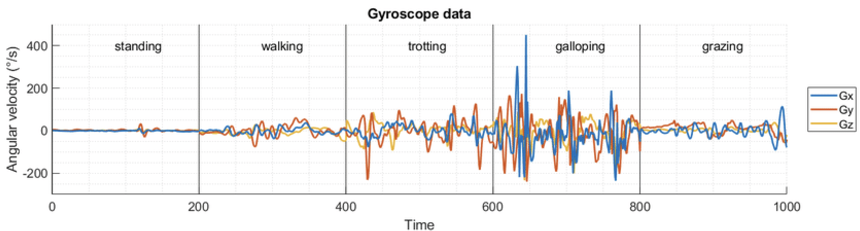 Gyroscope data
Angular velocity (°/s)
400
200
0
-200
standing
walking
trotting
galloping
grazing
Gx
Gy
Gz
0
200
400
600
800
1000
Time